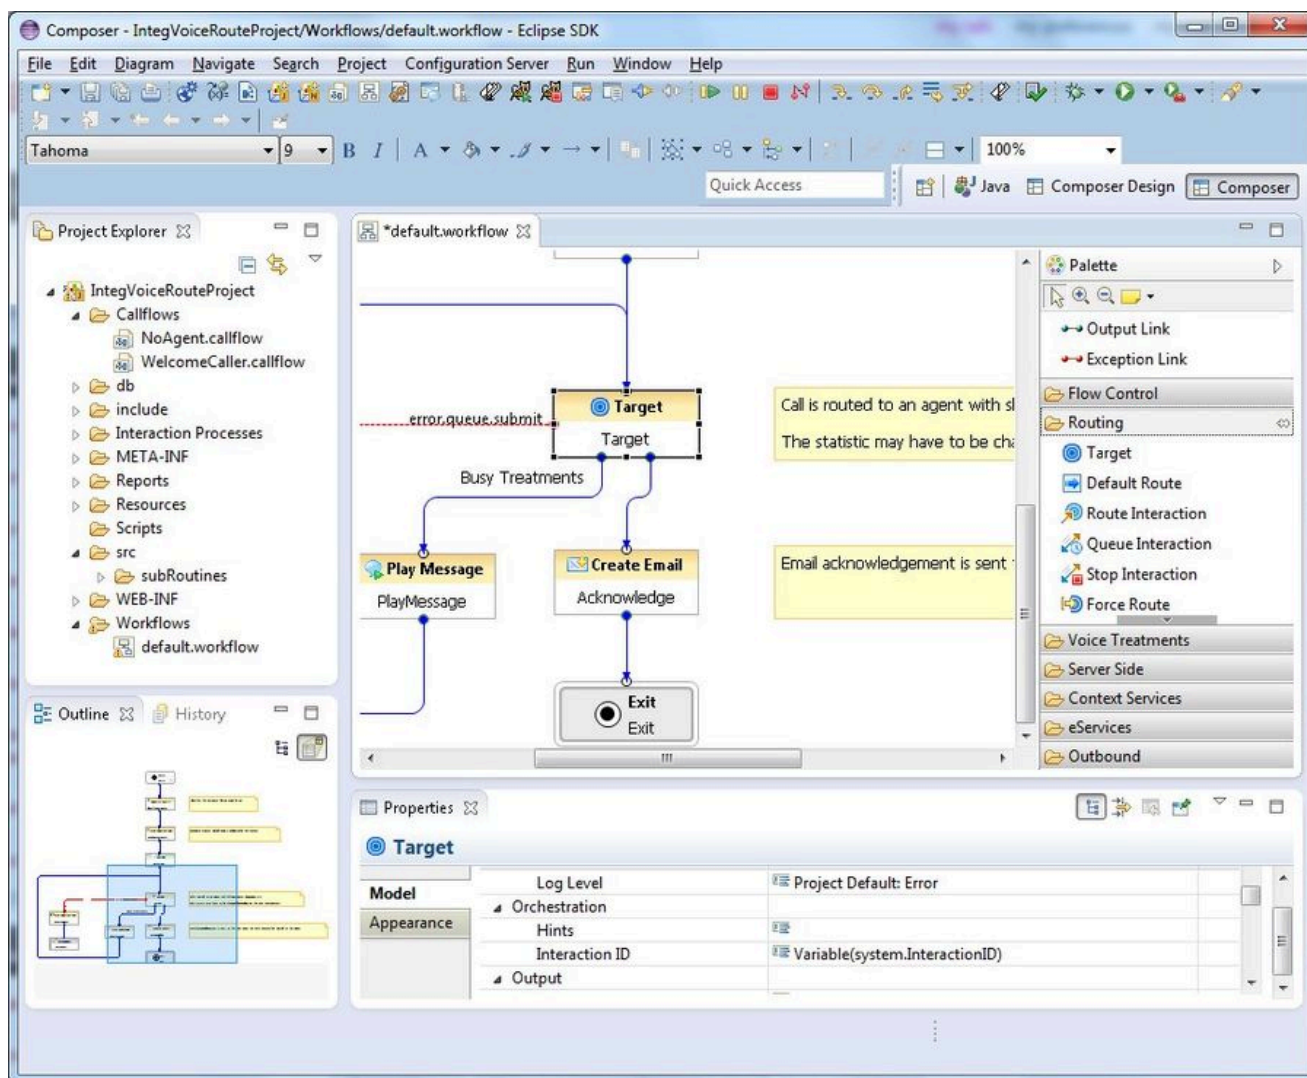 Composer - IntegVoiceRouteProject/Workflows/default.workflow - Eclipse SDK
File Edit Diagram Navigate Search Project Configuration Server Run Window Help
Tahoma 9 B I A 100%
Quick Access Java Composer Design Composer
Project Explorer
IntegVoiceRouteProject
Callflows
NoAgent.callflow
WelcomeCaller.callflow
db
include
Interaction Processes
META-INF
Reports
Resources
Scripts
src
subRoutines
WEB-INF
Workflows
default.workflow
Outline History
*default.workflow
Target
Target
error.queue.submit
Busy Treatments
Play Message
PlayMessage
Create Email
Acknowledge
Exit
Exit
Call is routed to an agent with sl
The statistic may have to be cha
Email acknowledgement is sent
Palette
Output Link
Exception Link
Flow Control
Routing
Target
Default Route
Route Interaction
Queue Interaction
Stop Interaction
Force Route
Voice Treatments
Server Side
Context Services
eServices
Outbound
Properties
Target
Model
Appearance
Log Level Project Default: Error
Orchestration
Hints
Interaction ID Variable(system.InteractionID)
Output